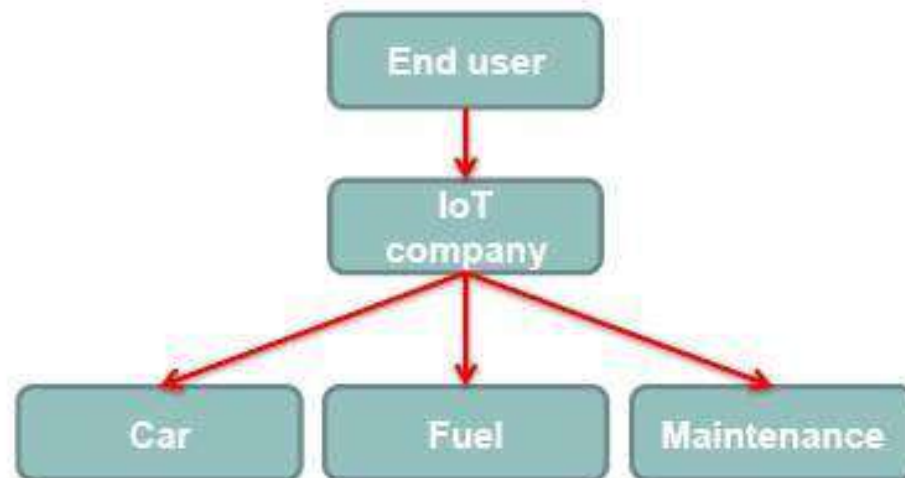 End user
IoT
company
Car
Fuel
Maintenance